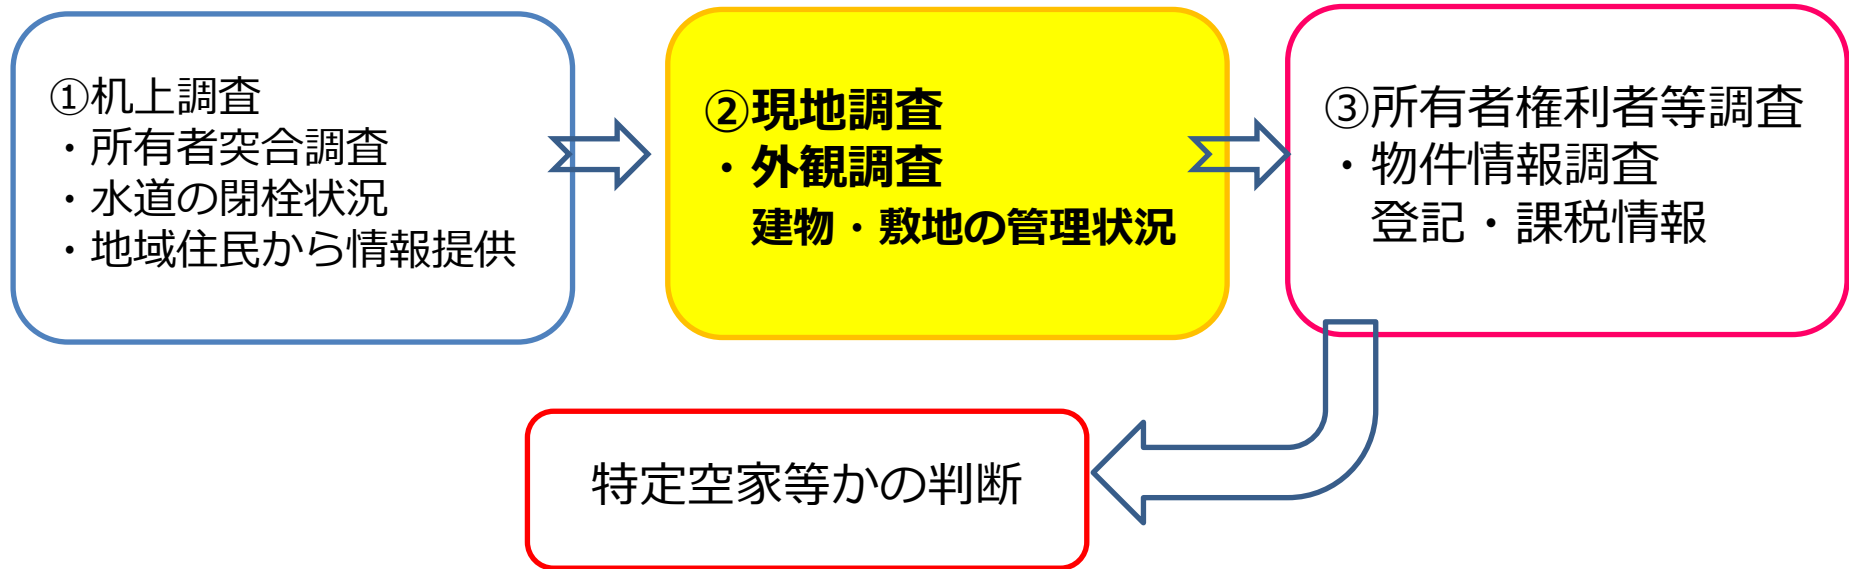 ①机上調査
・所有者突合調査
・水道の閉栓状況
・地域住民から情報提供
②現地調査
・外観調査
建物・敷地の管理状況
③所有者権利者等調査
・物件情報調査
登記・課税情報
特定空家等かの判断